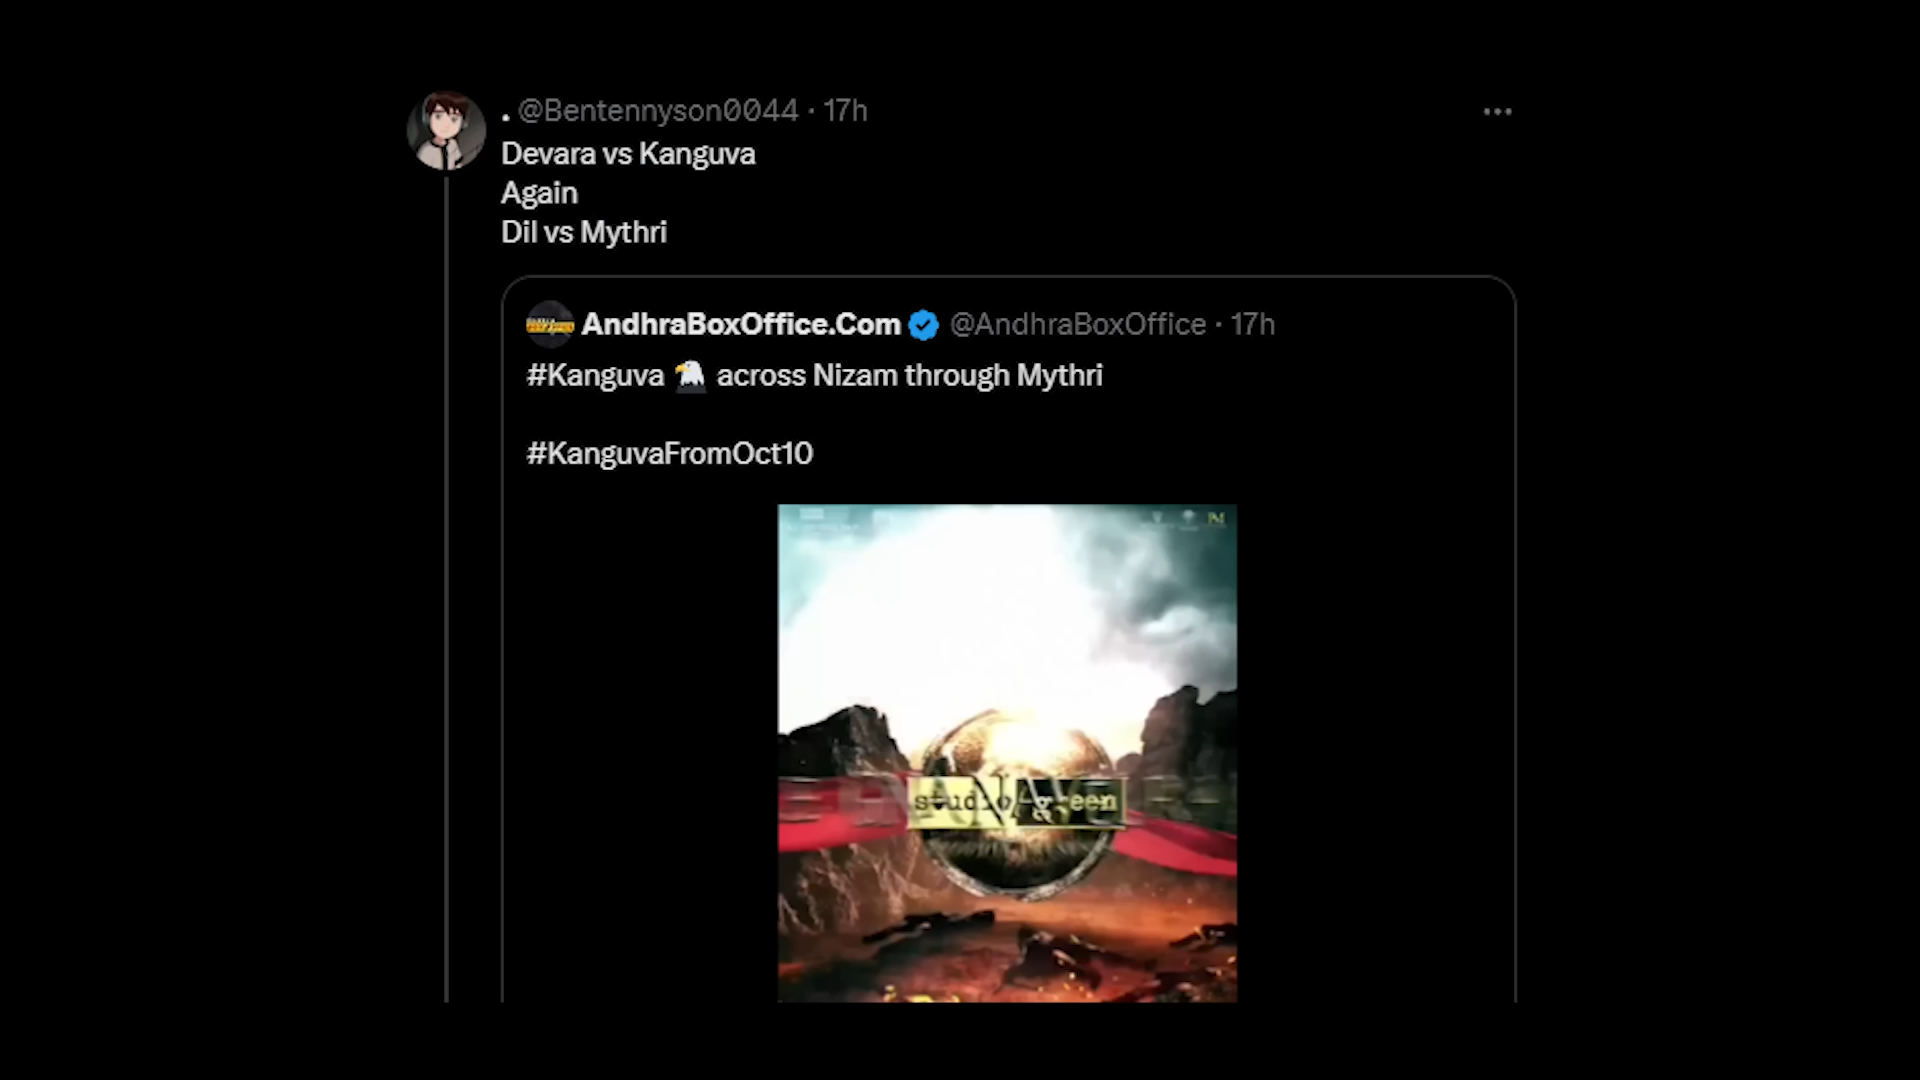 . @Bentennyson0044 · 17h
Devara vs Kanguva
Again
Dil vs Mythri
AndhraBoxOffice.Com @AndhraBoxOffice · 17h
#Kanguva 🦅 across Nizam through Mythri
#KanguvaFromOct10
studio green